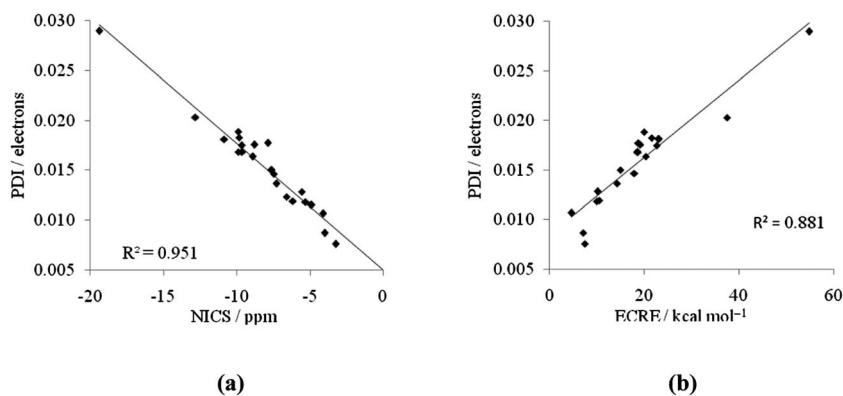 0.030
0.025
0.020
0.015
0.010
0.005
PDI / electrons
R² = 0.951
-20 -15 -10 -5 0
NICS / ppm
(a)
0.030
0.025
0.020
0.015
0.010
0.005
PDI / electrons
R² = 0.881
0 20 40 60
ECRE / kcal mol⁻¹
(b)